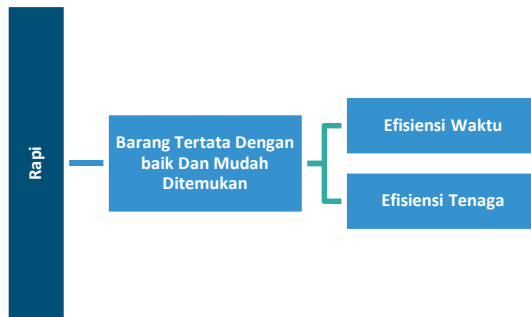 Rapi
Barang Tertata Dengan
baik Dan Mudah
Ditemukan
Efisiensi Waktu
Efisiensi Tenaga